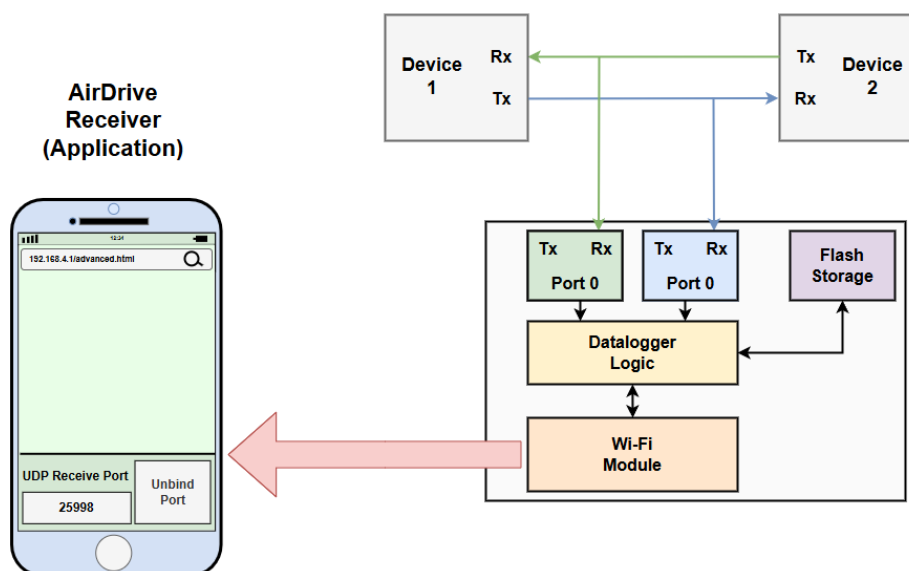 AirDrive
Receiver
(Application)
12:34
192.168.4.1/advanced.html
UDP Receive Port
25998
Unbind
Port
Device
1
Rx
Tx
Tx
Rx
Device
2
Tx Rx
Port 0
Tx Rx
Port 0
Flash
Storage
Datalogger
Logic
Wi-Fi
Module